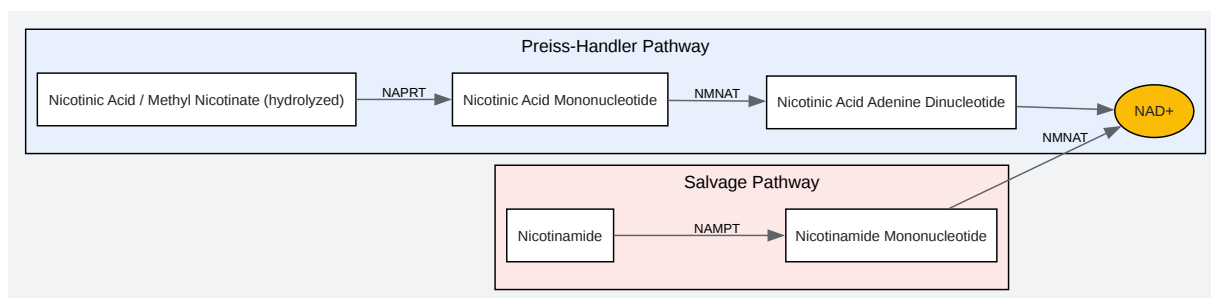 Preiss-Handler Pathway
Nicotinic Acid / Methyl Nicotinate (hydrolyzed)
NAPRT
Nicotinic Acid Mononucleotide
NMNAT
Nicotinic Acid Adenine Dinucleotide
NAD+
NMNAT
Salvage Pathway
Nicotinamide
NAMPT
Nicotinamide Mononucleotide